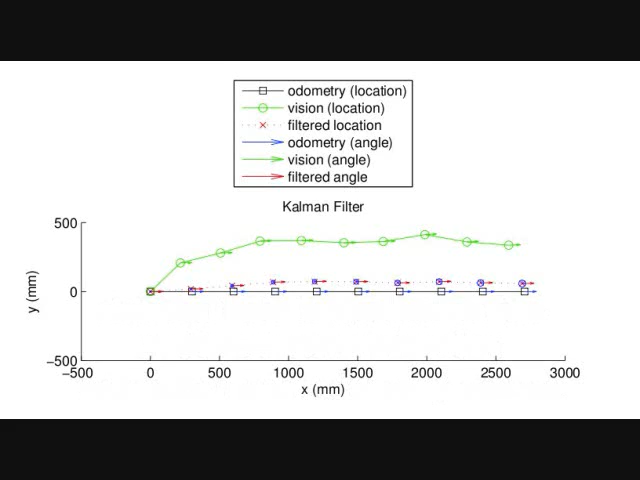 odometry (location)
vision (location)
filtered location
odometry (angle)
vision (angle)
filtered angle
Kalman Filter
500
0
−500
y (mm)
−500 0 500 1000 1500 2000 2500 3000
x (mm)